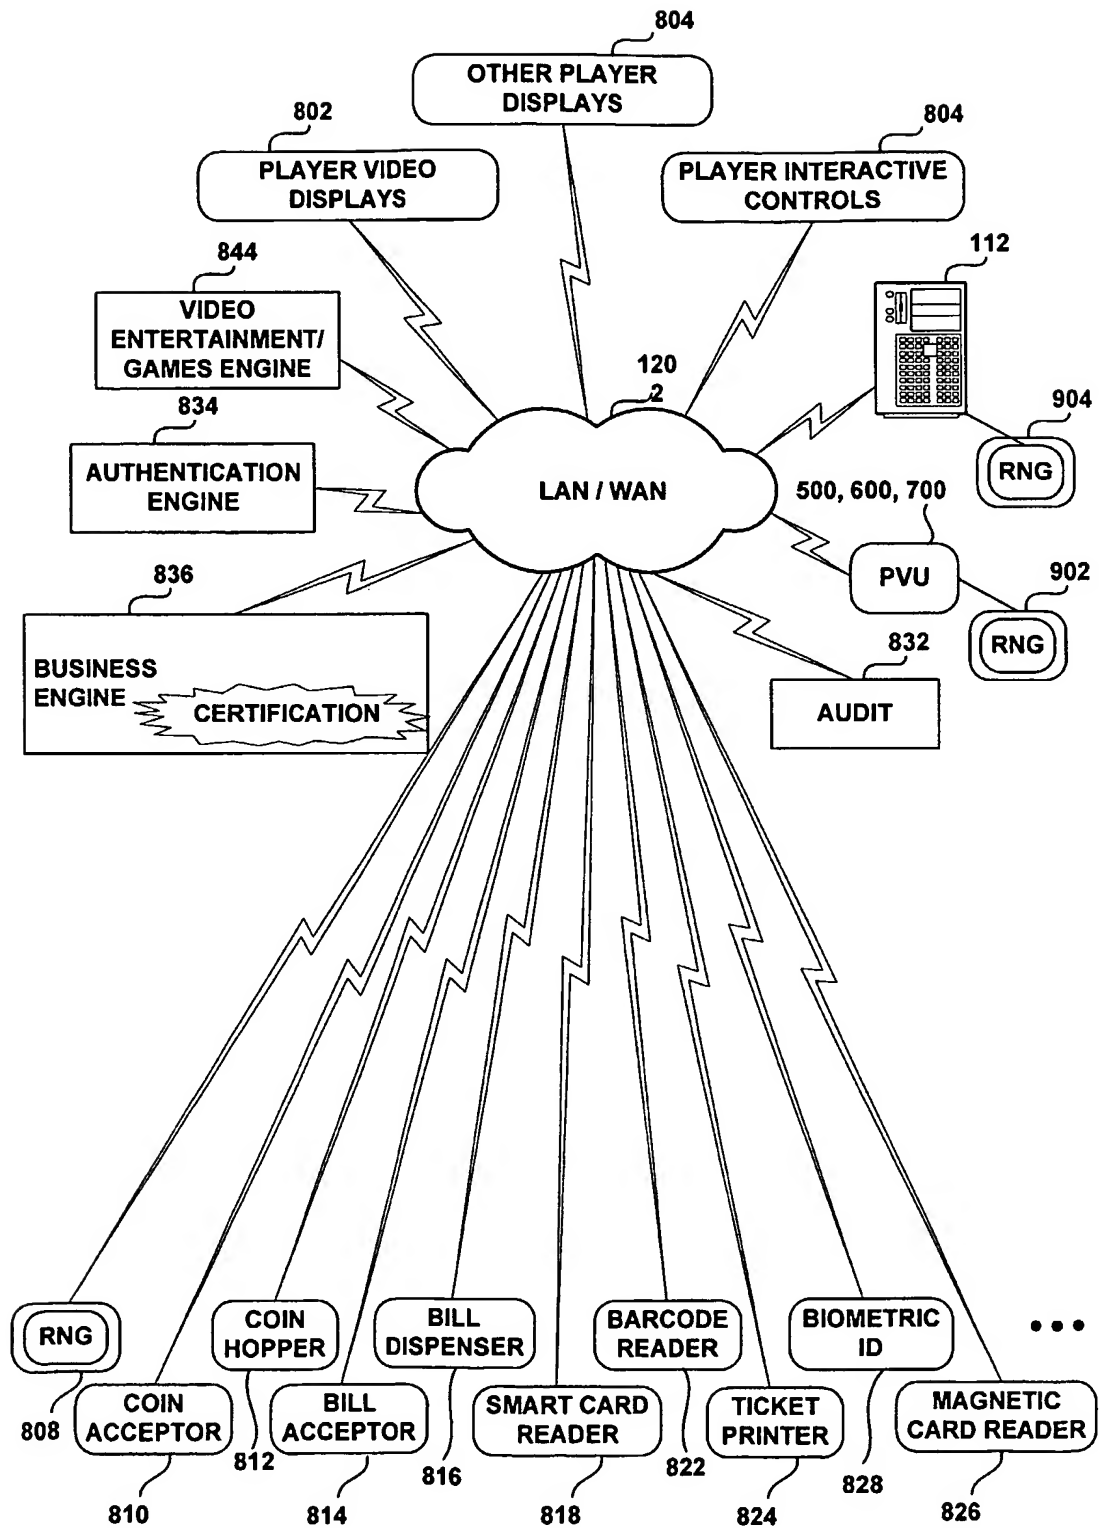 804
OTHER PLAYER
DISPLAYS
802
PLAYER VIDEO
DISPLAYS
804
PLAYER INTERACTIVE
CONTROLS
844
VIDEO
ENTERTAINMENT/
GAMES ENGINE
112
120
2
904
RNG
834
AUTHENTICATION
ENGINE
LAN / WAN
500, 600, 700
PVU
902
RNG
836
BUSINESS
ENGINE
CERTIFICATION
832
AUDIT
RNG
808
COIN
ACCEPTOR
810
COIN
HOPPER
812
BILL
ACCEPTOR
814
BILL
DISPENSER
816
SMART CARD
READER
818
BARCODE
READER
822
TICKET
PRINTER
824
BIOMETRIC
ID
828
MAGNETIC
CARD READER
826
• • •